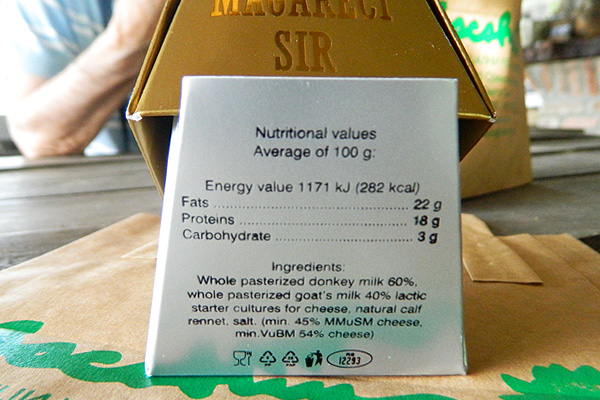 MAGAREĆI
SIR
Nutritional values
Average of 100 g:
Energy value 1171 kJ (282 kcal)
Fats ........................................ 22 g
Proteins .................................. 18 g
Carbohydrate ........................... 3 g
Ingredients:
Whole pasterized donkey milk 60%,
whole pasterized goat's milk 40% lactic
starter cultures for cheese, natural calf
rennet, salt. (min. 45% MMuSM cheese,
min.VuBM 54% cheese)
12293